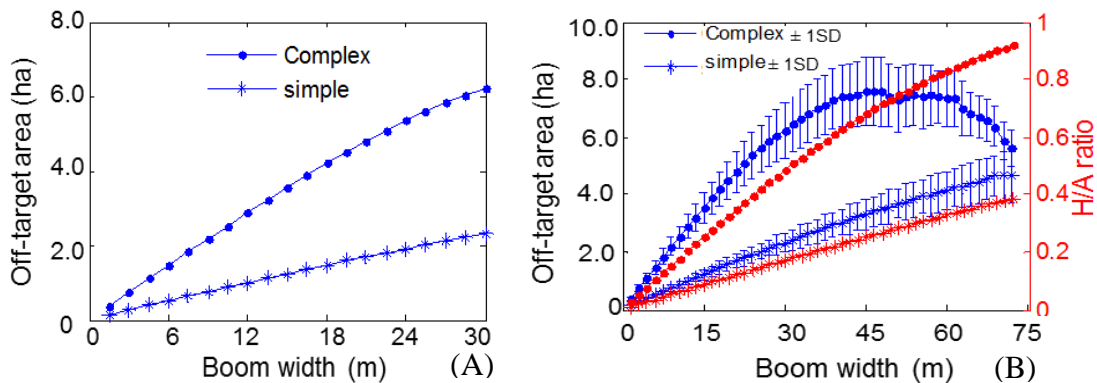 8.0
6.0
4.0
2.0
0
Off-target area (ha)
Complex
simple
6
12
18
24
30
Boom width (m)
(A)
10.0
8.0
6.0
4.0
2.0
0
Off-target area (ha)
Complex ± 1SD
simple ± 1SD
0
15
30
45
60
75
Boom width (m)
(B)
1
0.8
0.6
0.4
0.2
0
H/A ratio